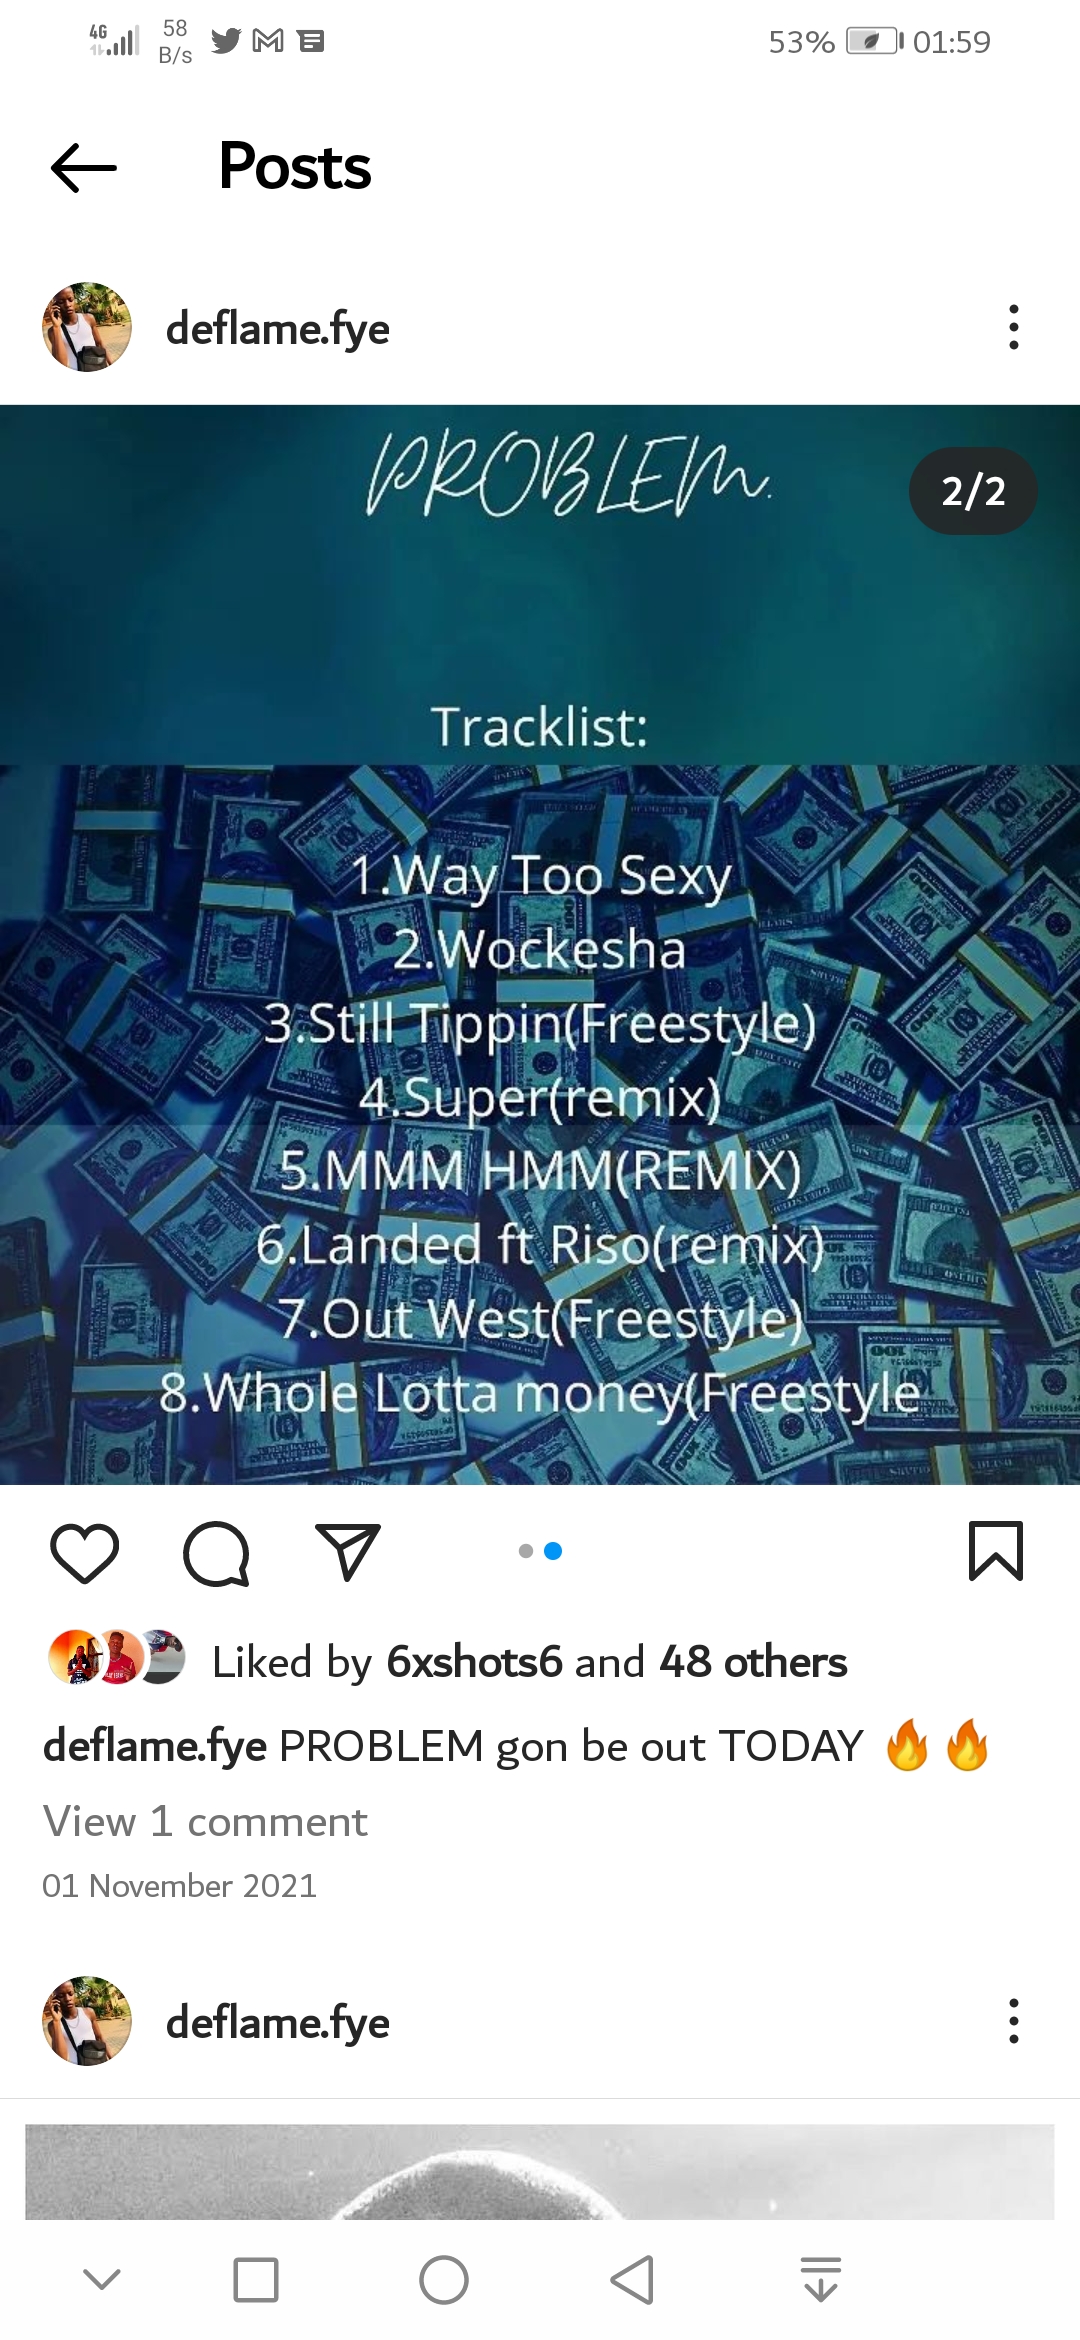 4G 58 B/s 53% 01:59
Posts
deflame.fye
PROBLEM.
2/2
Tracklist:
1.Way Too Sexy
2.Wockesha
3.Still Tippin(Freestyle)
4.Super(remix)
5.MMM HMM(REMIX)
6.Landed ft Riso(remix)
7.Out West(Freestyle)
8.Whole Lotta money(Freestyle
Liked by 6xshots6 and 48 others
deflame.fye PROBLEM gon be out TODAY 🔥🔥
View 1 comment
01 November 2021
deflame.fye